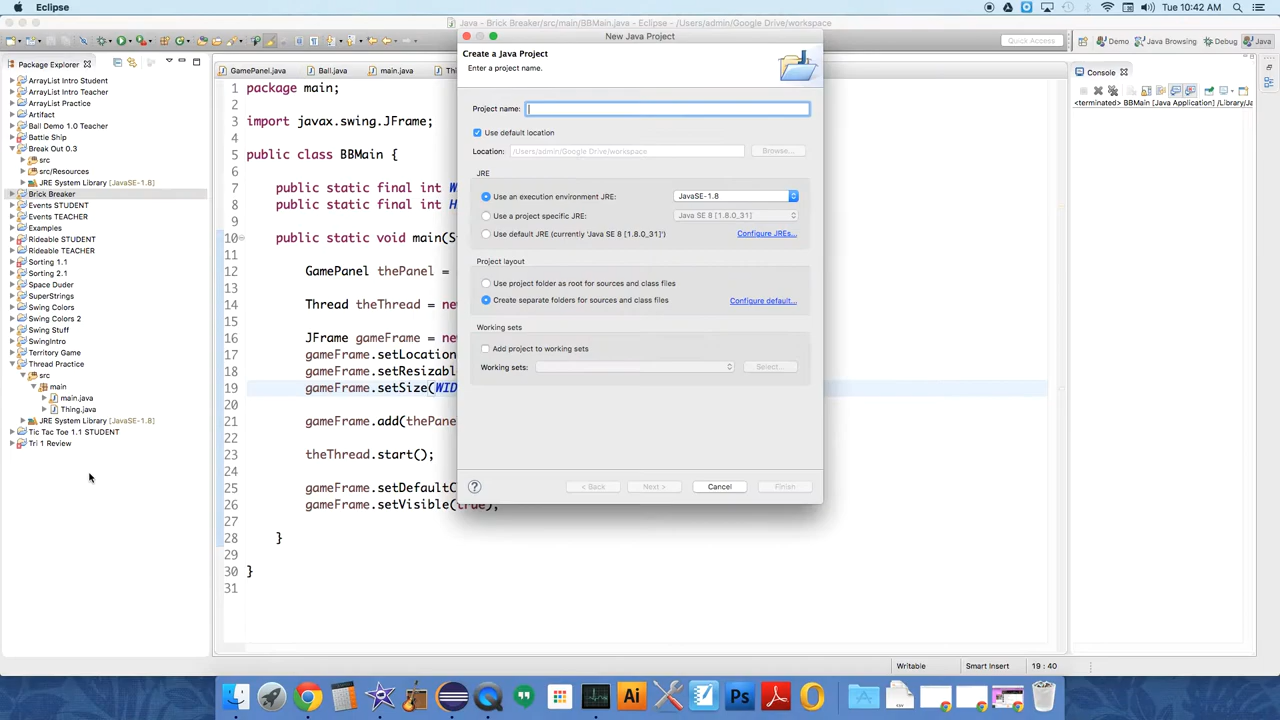 Eclipse
Tue 10:42 AM
Java - Brick Breaker/src/main/BBMain.java - Eclipse - /Users/admin/Google Drive/workspace
New Java Project
Quick Access
Demo
Java Browsing
Debug
Java
Package Explorer
ArrayList Intro Student
ArrayList Intro Teacher
ArrayList Practice
Artifact
Ball Demo 1.0 Teacher
Battle Ship
Break Out 0.3
src
src/Resources
JRE System Library [JavaSE-1.8]
Brick Breaker
Events STUDENT
Events TEACHER
Examples
Rideable STUDENT
Rideable TEACHER
Sorting 1.1
Sorting 2.1
Space Duder
SuperStrings
Swing Colors
Swing Colors 2
Swing Stuff
SwingIntro
Territory Game
Thread Practice
src
main
main.java
Thing.java
JRE System Library [JavaSE-1.8]
Tic Tac Toe 1.1 STUDENT
Tri 1 Review
GamePanel.java
Ball.java
main.java
Th
1 package main;
2
3 import javax.swing.JFrame;
4
5 public class BBMain {
6
7 public static final int W
8 public static final int H
9
10 public static void main(S
11
12 GamePanel thePanel =
13
14 Thread theThread = ne
15
16 JFrame gameFrame = ne
17 gameFrame.setLocation
18 gameFrame.setResizabl
19 gameFrame.setSize(WID
20
21 gameFrame.add(thePane
22
23 theThread.start();
24
25 gameFrame.setDefaultC
26 gameFrame.setVisible(true);
27
28 }
29
30 }
31
Create a Java Project
Enter a project name.
Project name:
Use default location
Location: /Users/admin/Google Drive/workspace
Browse...
JRE
Use an execution environment JRE: JavaSE-1.8
Use a project specific JRE: Java SE 8 [1.8.0_31]
Use default JRE (currently 'Java SE 8 [1.8.0_31]')
Configure JREs...
Project layout
Use project folder as root for sources and class files
Create separate folders for sources and class files
Configure default...
Working sets
Add project to working sets
Working sets:
Select...
?
< Back
Next >
Cancel
Finish
Console
<terminated> BBMain [Java Application] /Library/Ja
Writable
Smart Insert
19 : 40
Ai
Ps